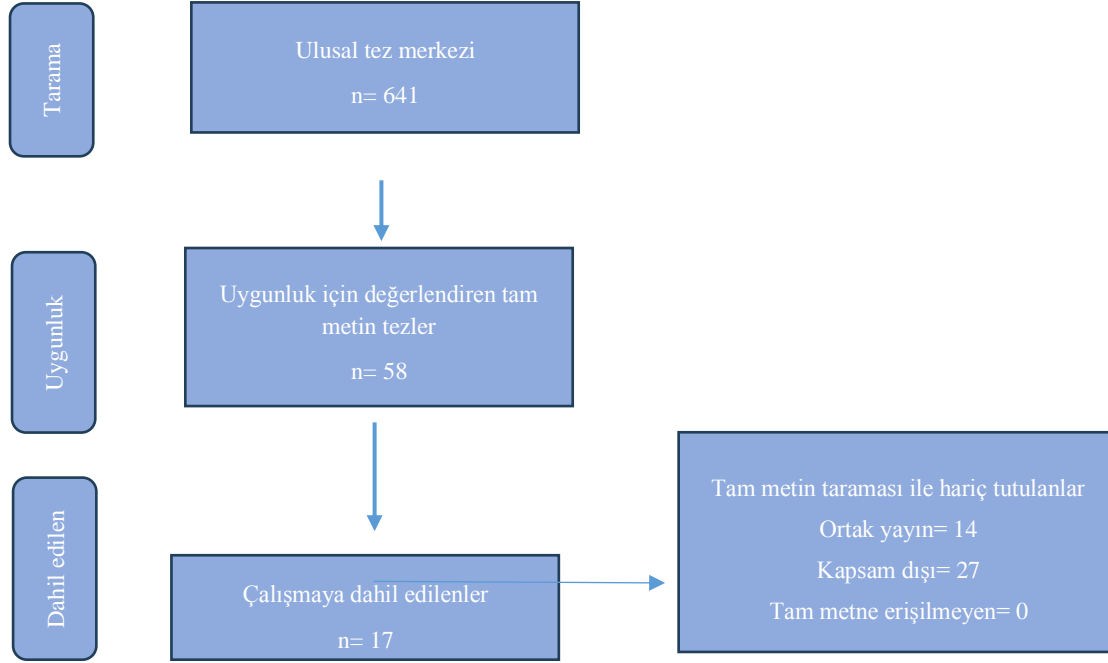 Tarama
Ulusal tez merkezi
n= 641
Uygunluk
Uygunluk için değerlendiren tam
metin tezler
n= 58
Dahil edilen
Çalışmaya dahil edilenler
n= 17
Tam metin taraması ile hariç tutulanlar
Ortak yayın= 14
Kapsam dışı= 27
Tam metne erişilmeyen= 0